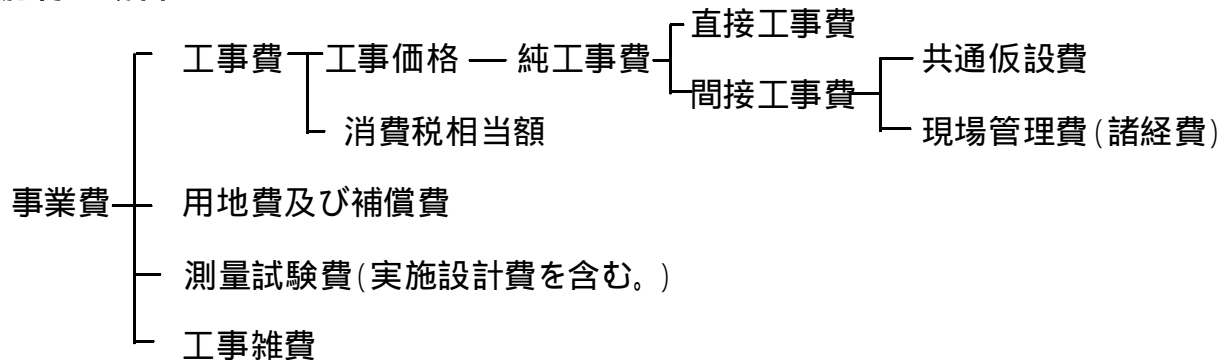 直接工事費
工事費 工事価格 純工事費 共通仮設費
間接工事費
消費税相当額 現場管理費(諸経費)
事業費 用地費及び補償費
測量試験費(実施設計費を含む。)
工事雑費